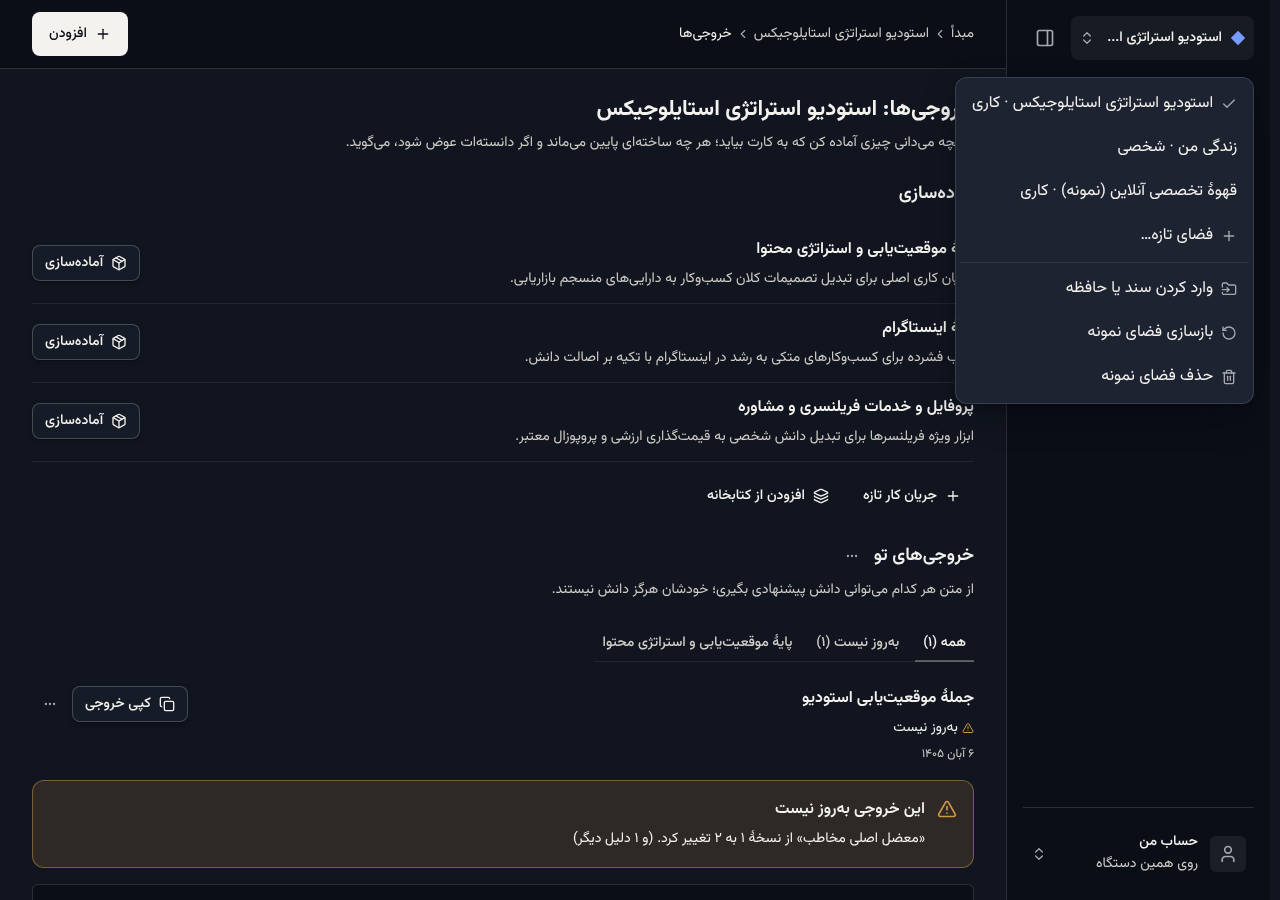 استودیو استراتژی ا...
استودیو استراتژی استایلوجیکس · کاری
زندگی من · شخصی
قهوهٔ تخصصی آنلاین (نمونه) · کاری
فضای تازه...
وارد کردن سند یا حافظه
بازسازی فضای نمونه
حذف فضای نمونه
حساب من
روی همین دستگاه
مبدأ › استودیو استراتژی استایلوجیکس › خروجی‌ها
افزودن
استودیو استراتژی استایلوجیکس
می‌دانی چیزی آماده کن که به کارت بیاید؛ هر چه ساخته‌ای پایین می‌ماند و اگر دانسته‌ات عوض شود، می‌گوید.
موقعیت‌یابی و استراتژی محتوا
کاری اصلی برای تبدیل تصمیمات کلان کسب‌وکار به دارایی‌های منسجم بازاریابی.
آماده‌سازی
اینستاگرام
فشرده برای کسب‌وکارهای متکی به رشد در اینستاگرام با تکیه بر اصالت دانش.
آماده‌سازی
پروفایل و خدمات فریلنسری و مشاوره
ابزار ویژه فریلنسرها برای تبدیل دانش شخصی به قیمت‌گذاری ارزشی و پروپوزال معتبر.
آماده‌سازی
جریان کار تازه
افزودن از کتابخانه
خروجی‌های تو ...
از متن هر کدام می‌توانی دانش پیشنهادی بگیری؛ خودشان هرگز دانش نیستند.
همه (۱) به‌روز نیست (۱) پایهٔ موقعیت‌یابی و استراتژی محتوا
جملهٔ موقعیت‌یابی استودیو
به‌روز نیست
۶ آبان ۱۴۰۵
کپی خروجی ...
این خروجی به‌روز نیست
«معضل اصلی مخاطب» از نسخهٔ ۱ به ۲ تغییر کرد. (و ۱ دلیل دیگر)